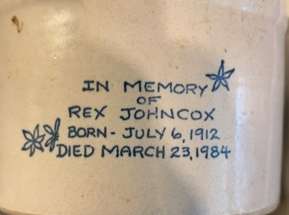 IN MEMORY
OF
REX JOHNCOX
BORN - JULY 6, 1912
DIED MARCH 23, 1984